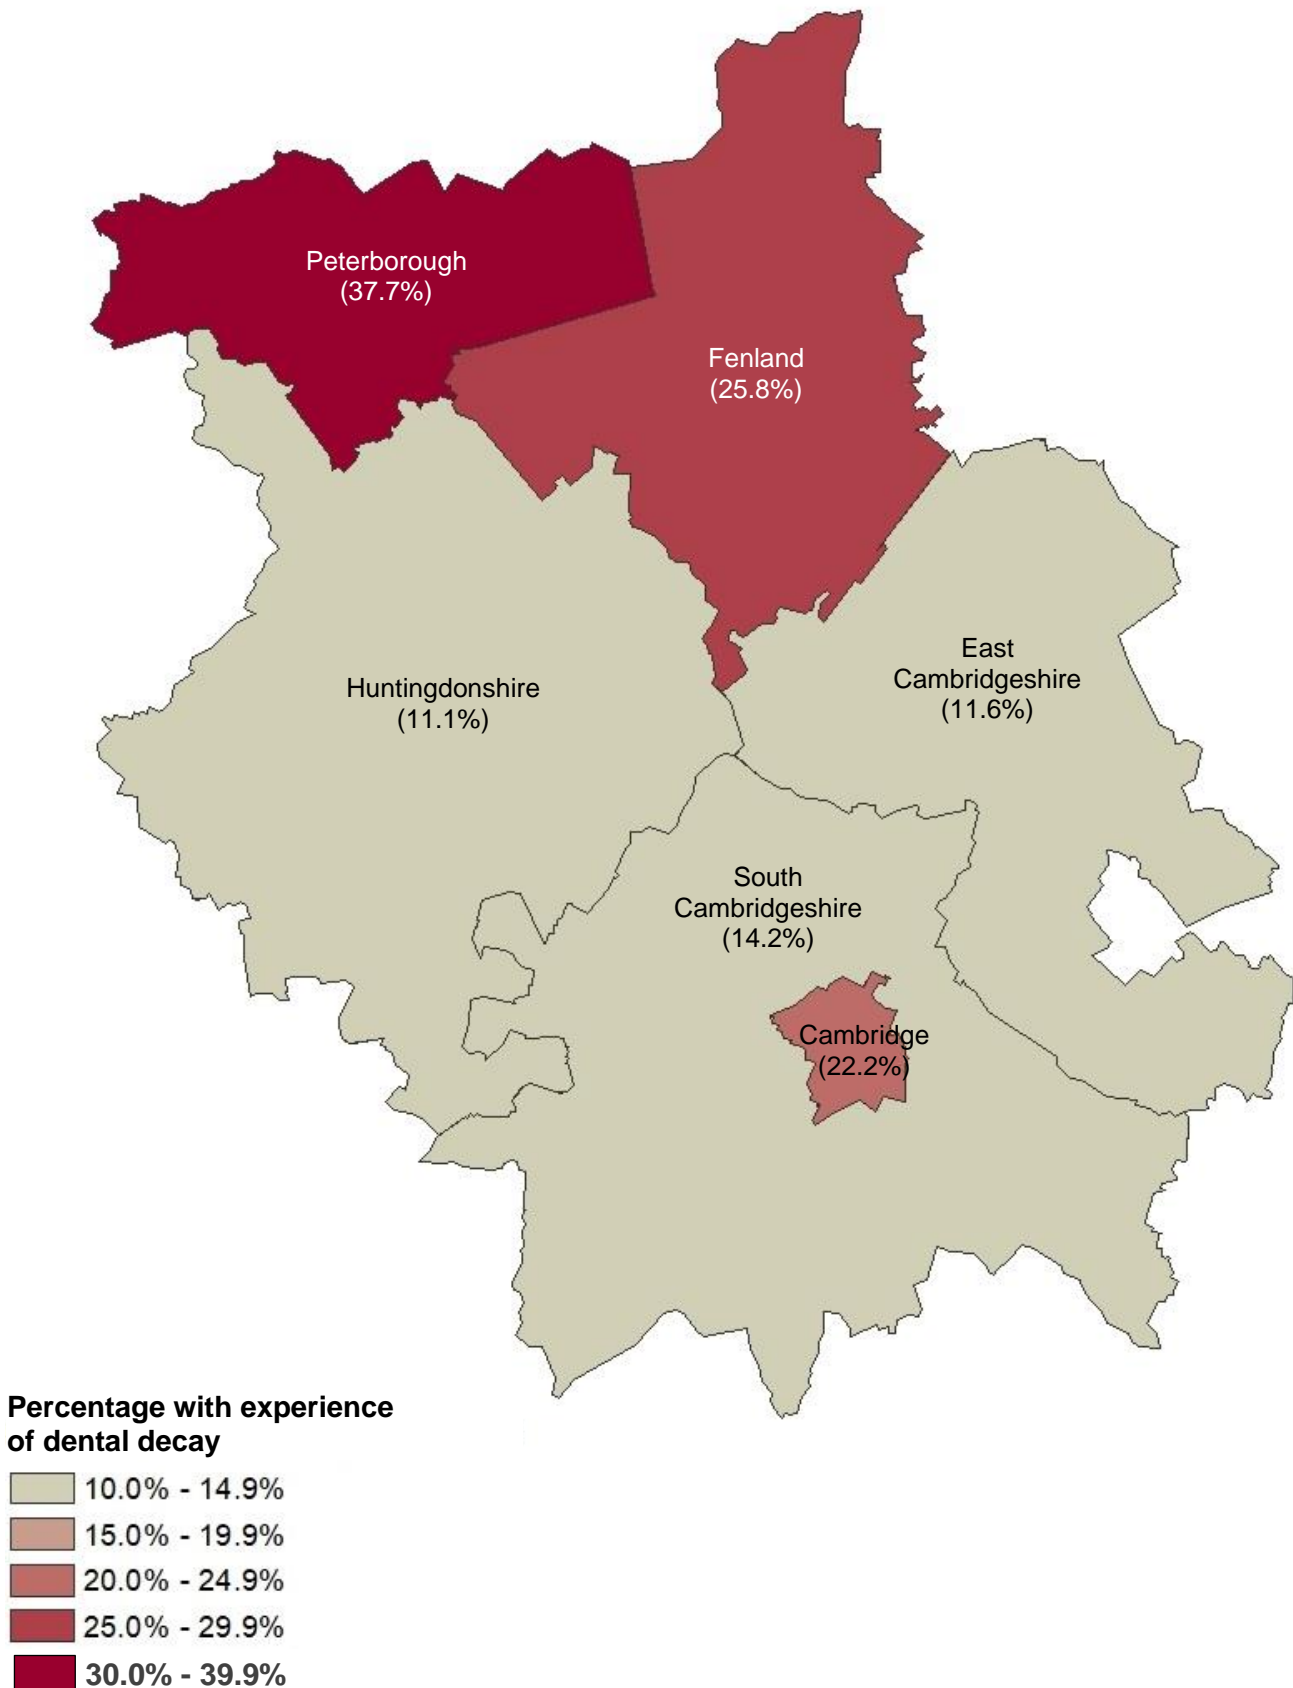 Peterborough
(37.7%)
Fenland
(25.8%)
East
Cambridgeshire
(11.6%)
Huntingdonshire
(11.1%)
South
Cambridgeshire
(14.2%)
Cambridge
(22.2%)
Percentage with experience
of dental decay
10.0% - 14.9%
15.0% - 19.9%
20.0% - 24.9%
25.0% - 29.9%
30.0% - 39.9%